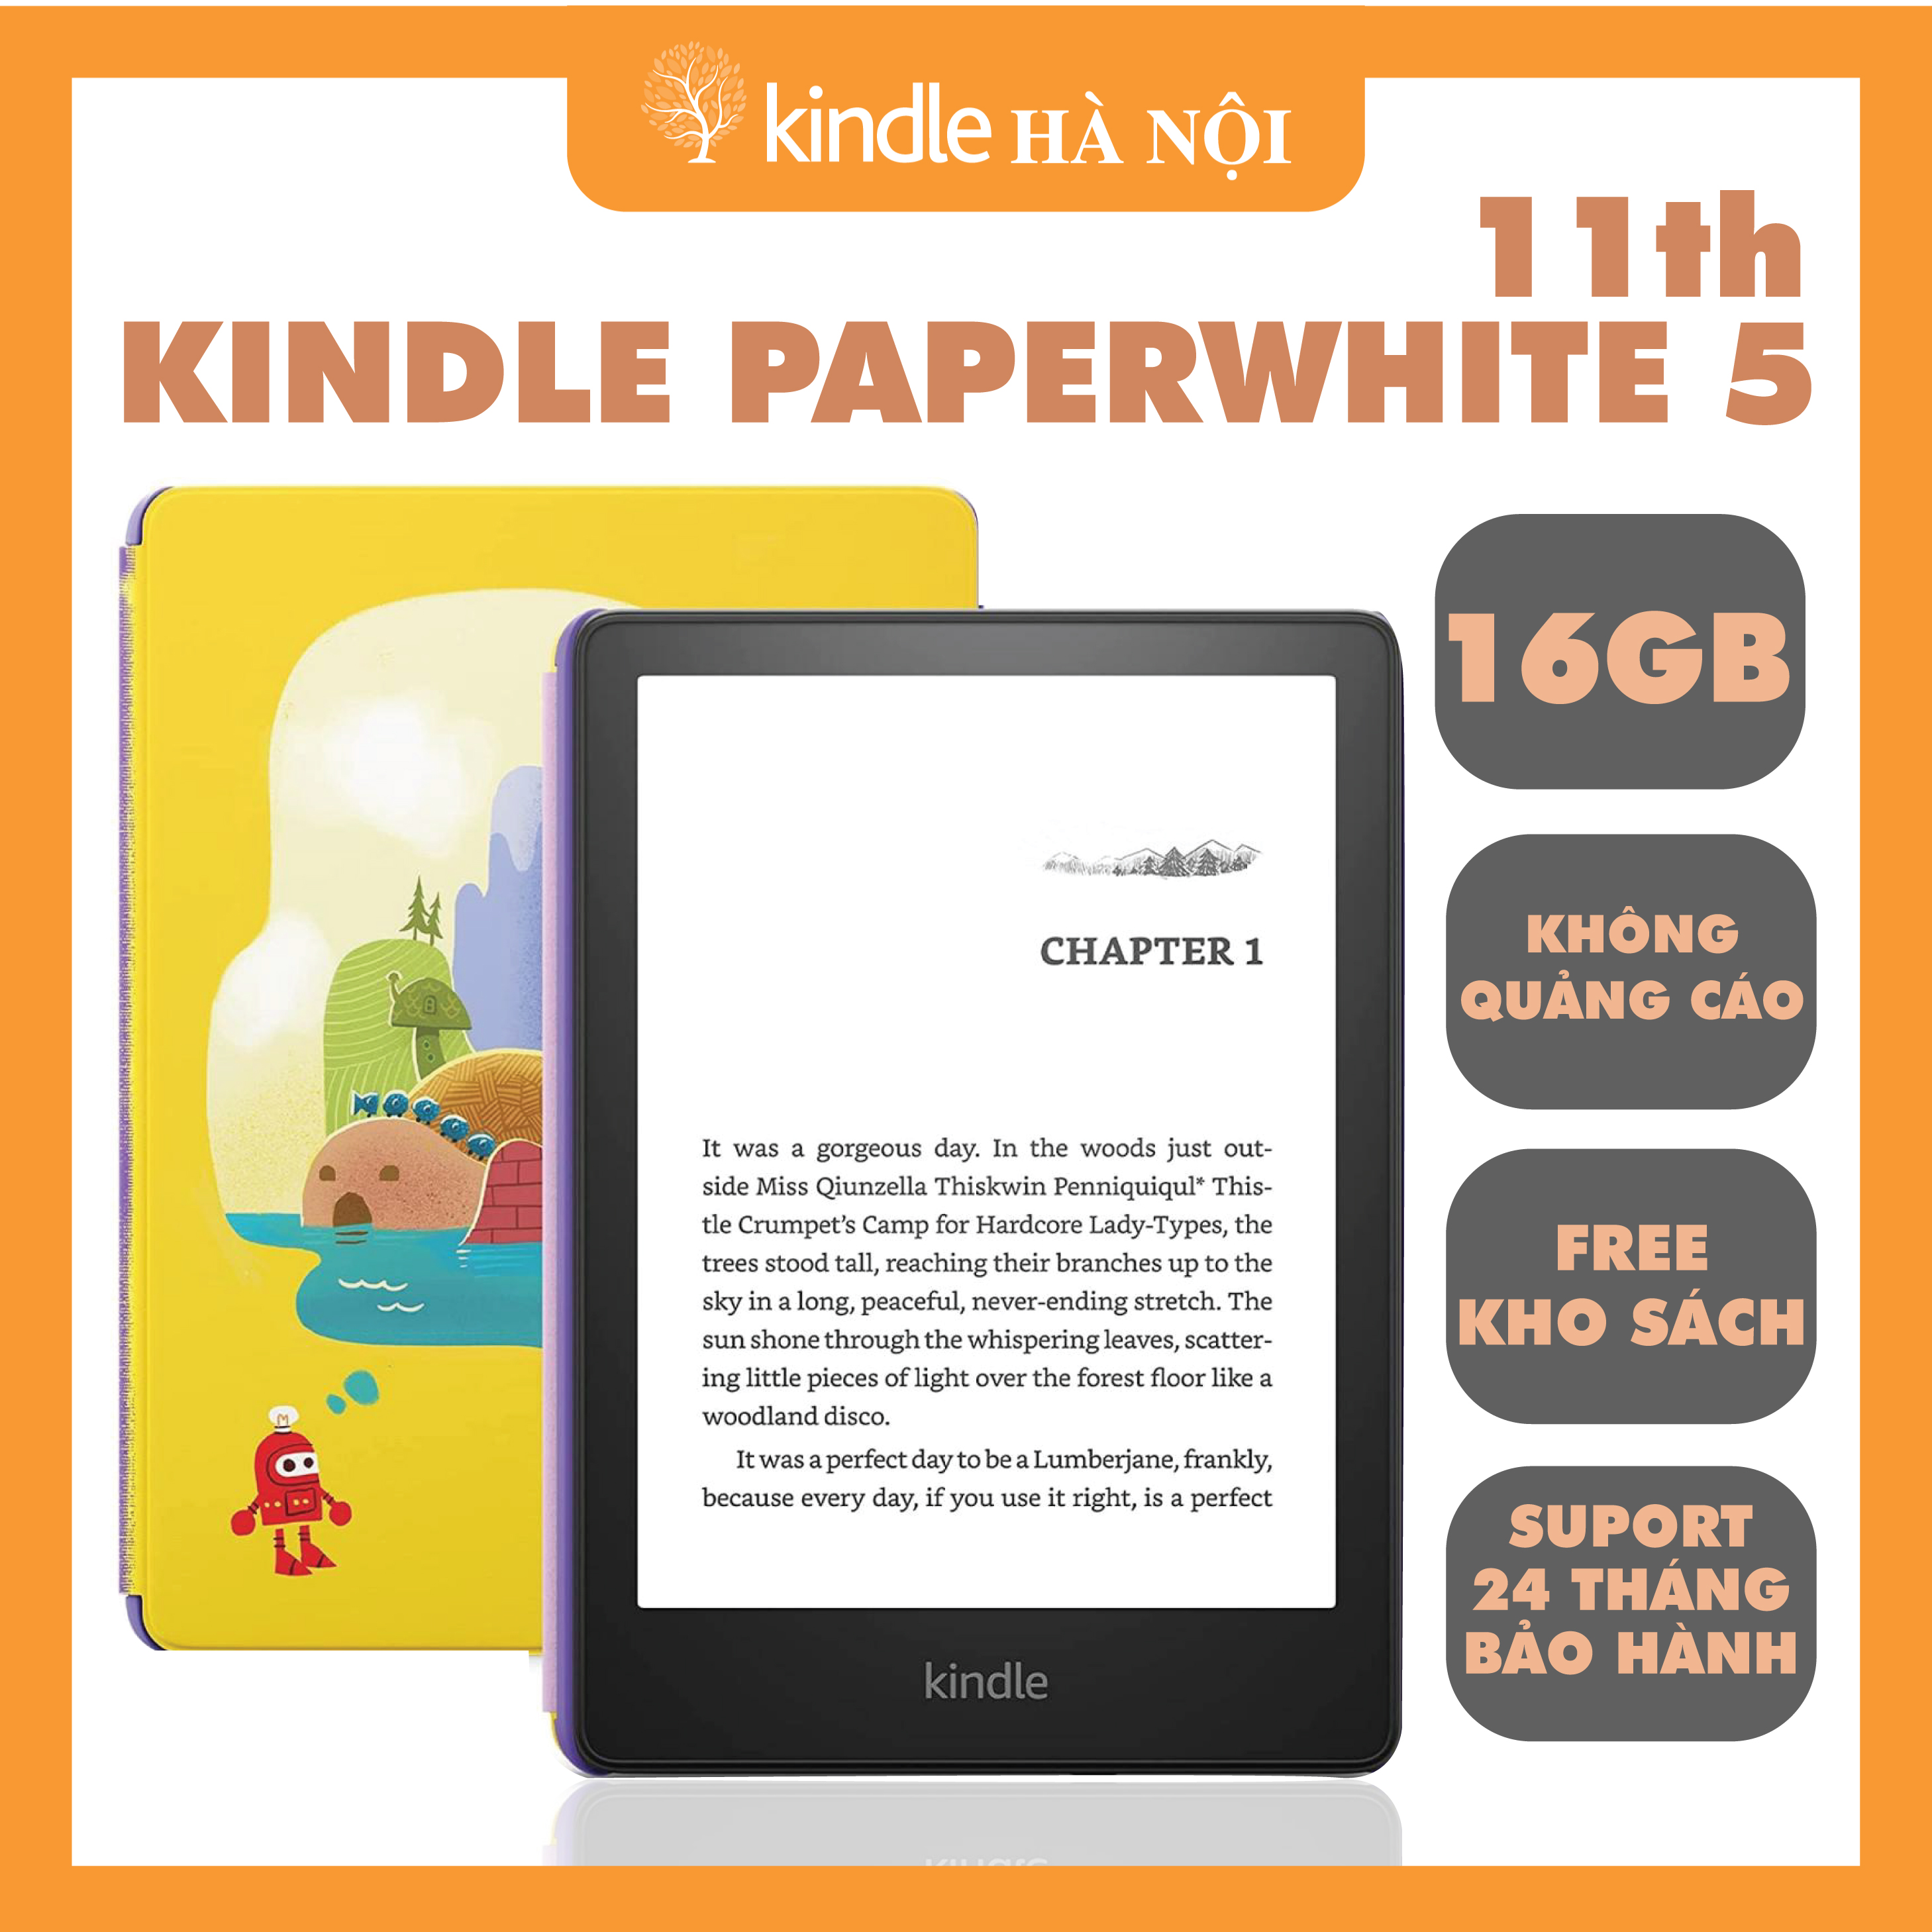 kindle HÀ NỘI
11th
KINDLE PAPERWHITE 5
16GB
KHÔNG
QUẢNG CÁO
FREE
KHO SÁCH
SUPORT
24 THÁNG
BẢO HÀNH
CHAPTER 1
It was a gorgeous day. In the woods just out-
side Miss Qiunzella Thiskwin Penniquiqul* This-
tle Crumpet's Camp for Hardcore Lady-Types, the
trees stood tall, reaching their branches up to the
sky in a long, peaceful, never-ending stretch. The
sun shone through the whispering leaves, scatter-
ing little pieces of light over the forest floor like a
woodland disco.
It was a perfect day to be a Lumberjane, frankly,
because every day, if you use it right, is a perfect
kindle
M